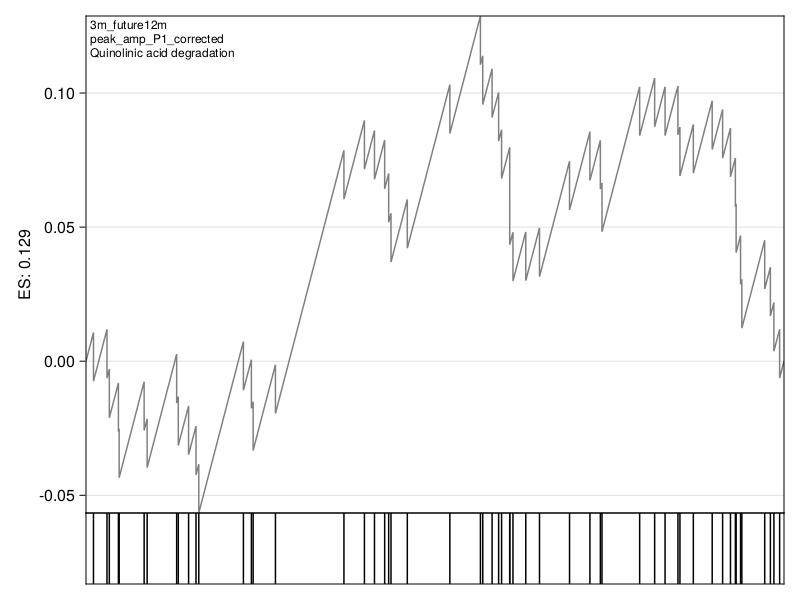 3m_future12m
peak_amp_P1_corrected
Quinolinic acid degradation
0.10
0.05
0.00
-0.05
ES: 0.129